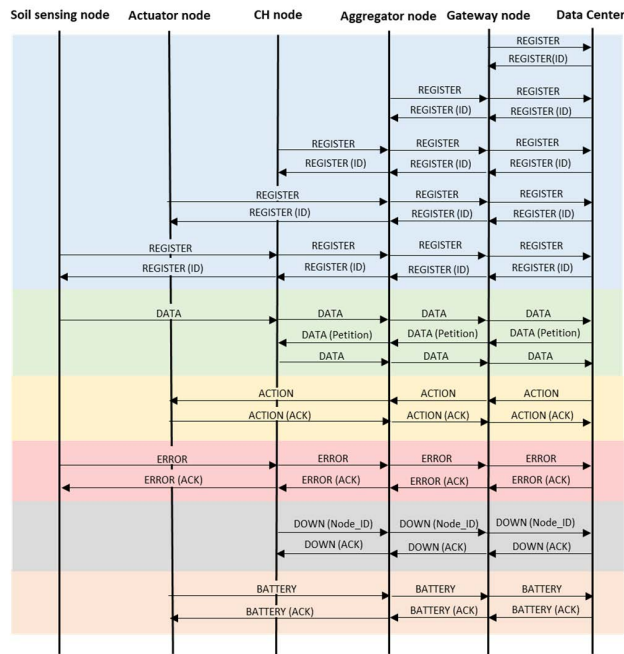 Soil sensing node Actuator node CH node Aggregator node Gateway node Data Center
REGISTER
REGISTER(ID)
REGISTER REGISTER
REGISTER (ID) REGISTER (ID)
REGISTER REGISTER REGISTER
REGISTER (ID) REGISTER (ID) REGISTER (ID)
REGISTER REGISTER REGISTER
REGISTER (ID) REGISTER (ID) REGISTER (ID)
REGISTER REGISTER REGISTER REGISTER
REGISTER (ID) REGISTER (ID) REGISTER (ID) REGISTER (ID)
DATA DATA DATA DATA
DATA (Petition) DATA (Petition) DATA (Petition)
DATA DATA DATA
ACTION ACTION ACTION
ACTION (ACK) ACTION (ACK) ACTION (ACK)
ERROR ERROR ERROR ERROR
ERROR (ACK) ERROR (ACK) ERROR (ACK) ERROR (ACK)
DOWN (Node_ID) DOWN (Node_ID) DOWN (Node_ID)
DOWN (ACK) DOWN (ACK) DOWN (ACK)
BATTERY BATTERY BATTERY
BATTERY (ACK) BATTERY (ACK) BATTERY (ACK)